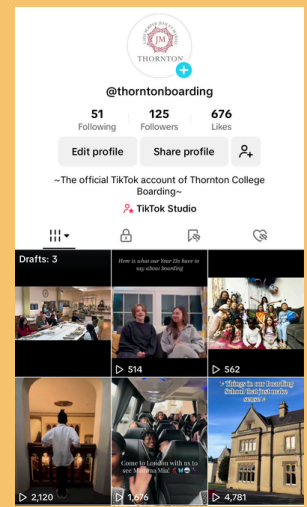 JM
THORNTON
@thorntonboarding
51 125 676
Following Followers Likes
Edit profile Share profile
~The official TikTok account of Thornton College
Boarding~
TikTok Studio
Drafts: 3
Here is what our Year 13s have to
say about boarding
514
562
Come to London with us to
see Mamma Mia!
> Things in our Boarding
School that just make
sense
2,120
1,676
4,781